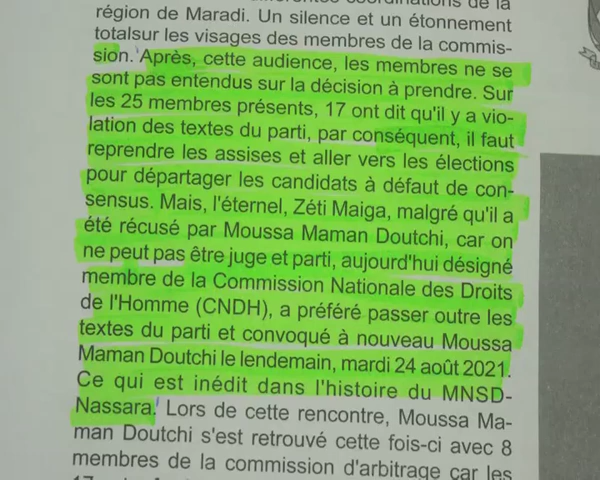 coordinations de la
région de Maradi. Un silence et un étonnement
totalsur les visages des membres de la commis-
sion. Après, cette audience, les membres ne se
sont pas entendus sur la décision à prendre. Sur
les 25 membres présents, 17 ont dit qu'il y a vio-
lation des textes du parti, par conséquent, il faut
reprendre les assises et aller vers les élections
pour départager les candidats à défaut de con-
sensus. Mais, l'éternel, Zéti Maiga, malgré qu'il a
été récusé par Moussa Maman Doutchi, car on
ne peut pas être juge et parti, aujourd'hui désigné
membre de la Commission Nationale des Droits
de l'Homme (CNDH), a préféré passer outre les
textes du parti et convoqué à nouveau Moussa
Maman Doutchi le lendemain, mardi 24 août 2021.
Ce qui est inédit dans l'histoire du MNSD-
Nassara. Lors de cette rencontre, Moussa Ma-
man Doutchi s'est retrouvé cette fois-ci avec 8
membres de la commission d'arbitrage car les